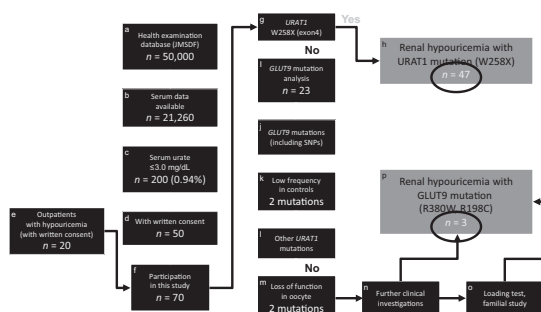 a
Health examination
database (JMSDF)
n = 50,000
b
Serum data
available
n = 21,260
c
Serum urate
≤3.0 mg/dL
n = 200 (0.94%)
d
With written consent
n = 50
e
Outpatients
with hypouricemia
(with written consent)
n = 20
f
Participation
in this study
n = 70
g
URAT1
W258X (exon4)
Yes
No
h
Renal hypouricemia with
URAT1 mutation (W258X)
n = 47
I
GLUT9 mutation
analysis
n = 23
j
GLUT9 mutations
(including SNPs)
k
Low frequency
in controls
2 mutations
l
Other URAT1
mutations
No
m
Loss of function
in oocyte
2 mutations
n
Further clinical
investigations
o
Loading test,
familial study
p
Renal hypouricemia with
GLUT9 mutation
(R380W, R198C)
n = 3